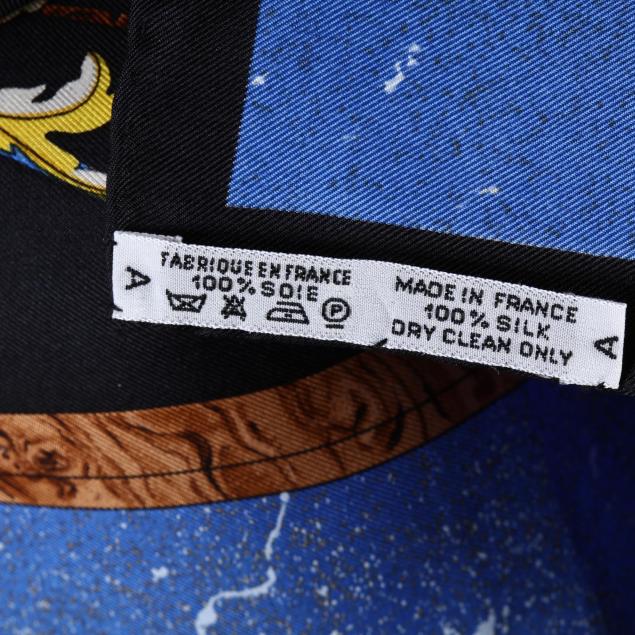 A
FABRIQUE EN FRANCE
100% SOIE
P
MADE IN FRANCE
100% SILK
DRY CLEAN ONLY
A